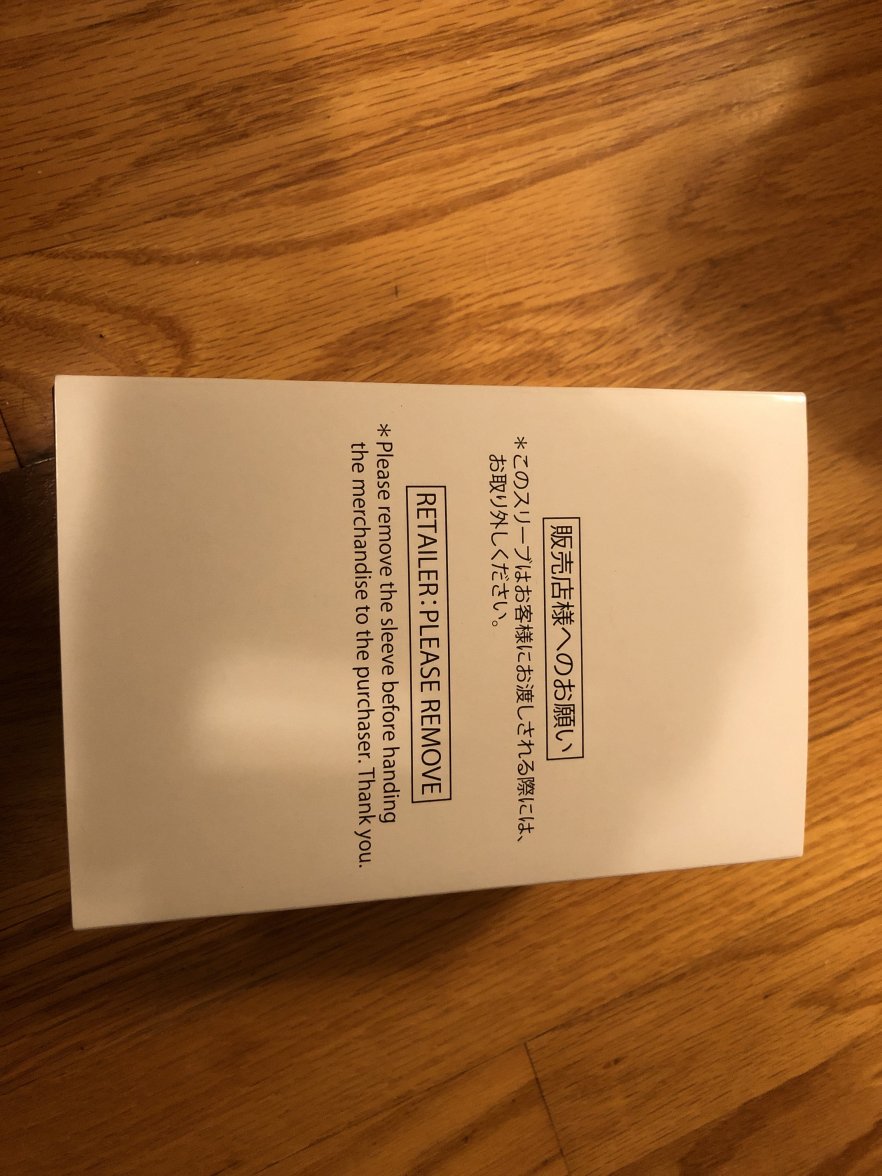 販売店様へのお願い
＊このスリーブはお客様にお渡しされる際には、
お取り外しください。
RETAILER:PLEASE REMOVE
＊Please remove the sleeve before handing
the merchandise to the purchaser. Thank you.